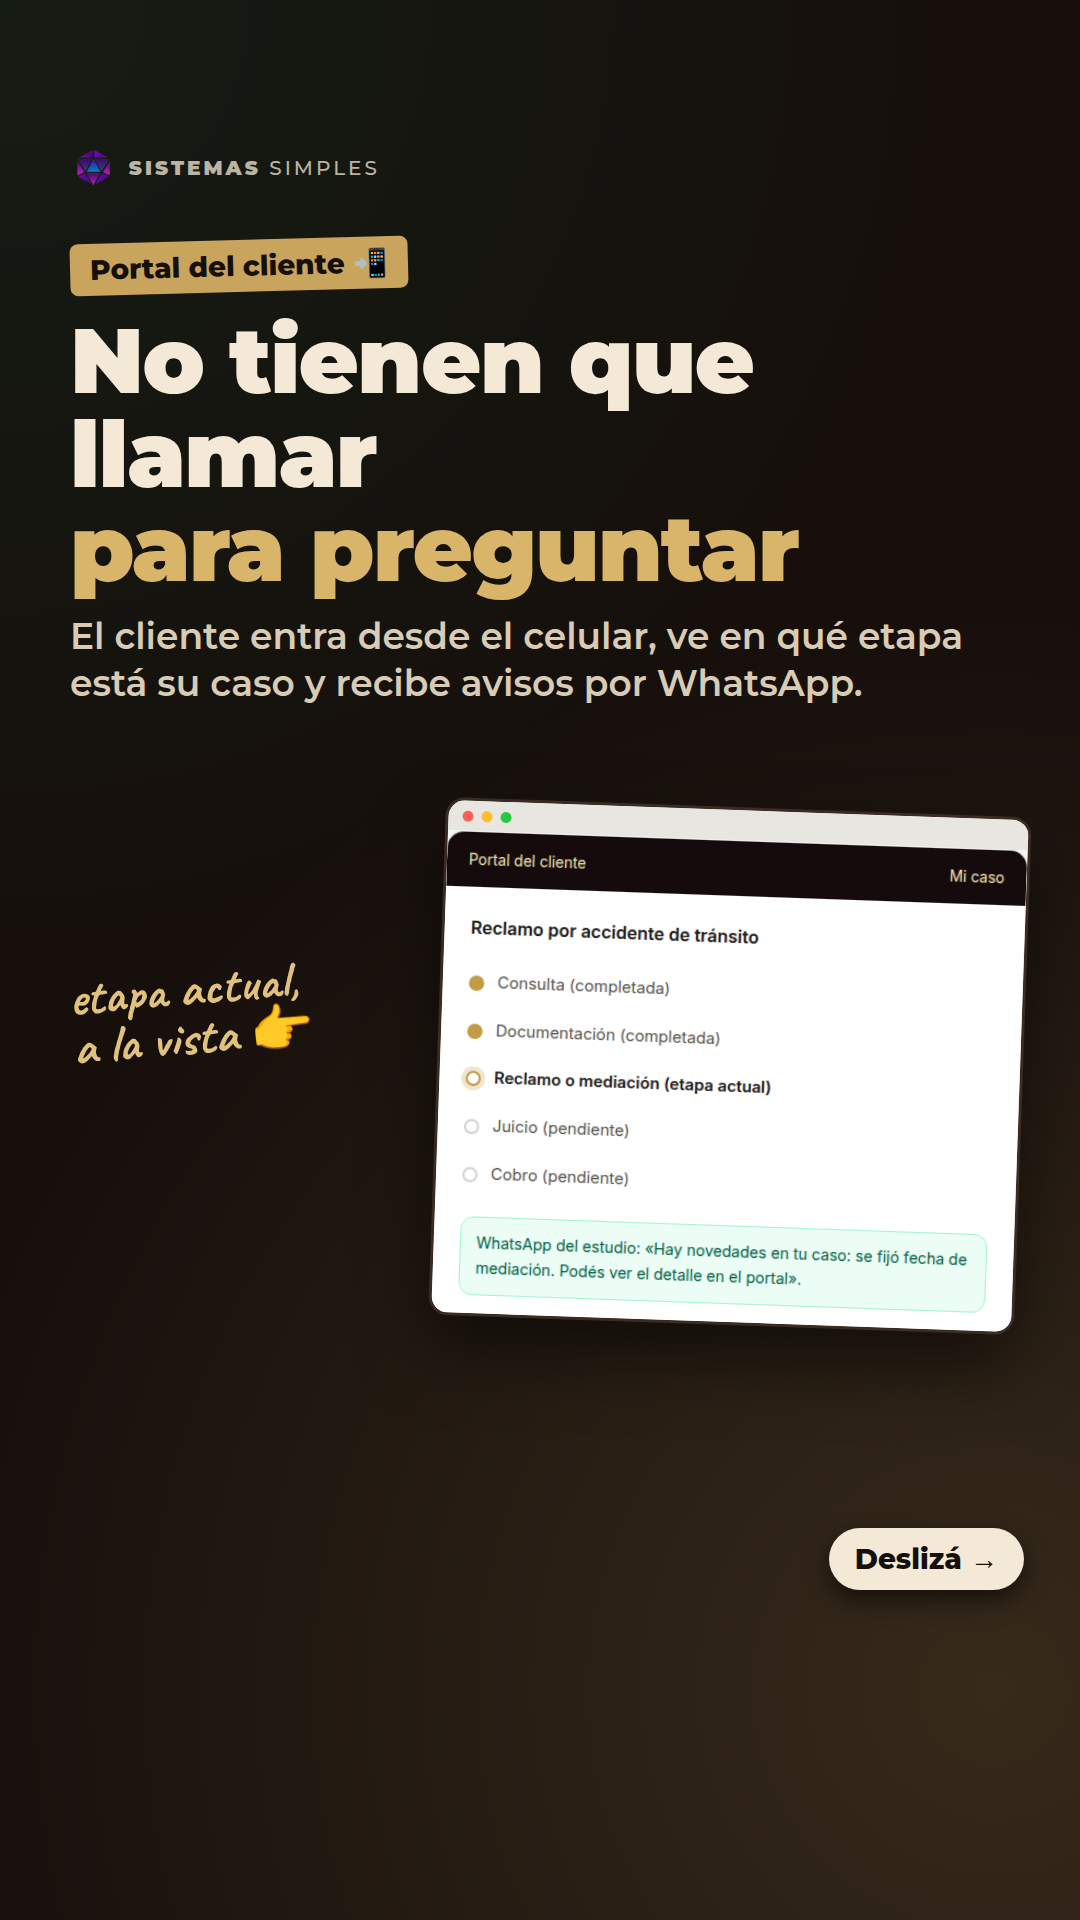 SISTEMAS SIMPLES
Portal del cliente 📲
No tienen que
llamar
para preguntar
El cliente entra desde el celular, ve en qué etapa
está su caso y recibe avisos por WhatsApp.
Portal del cliente
Mi caso
Reclamo por accidente de tránsito
Consulta (completada)
Documentación (completada)
Reclamo o mediación (etapa actual)
Juicio (pendiente)
Cobro (pendiente)
WhatsApp del estudio: «Hay novedades en tu caso: se fijó fecha de
mediación. Podés ver el detalle en el portal».
etapa actual,
a la vista 👉
Deslizá →